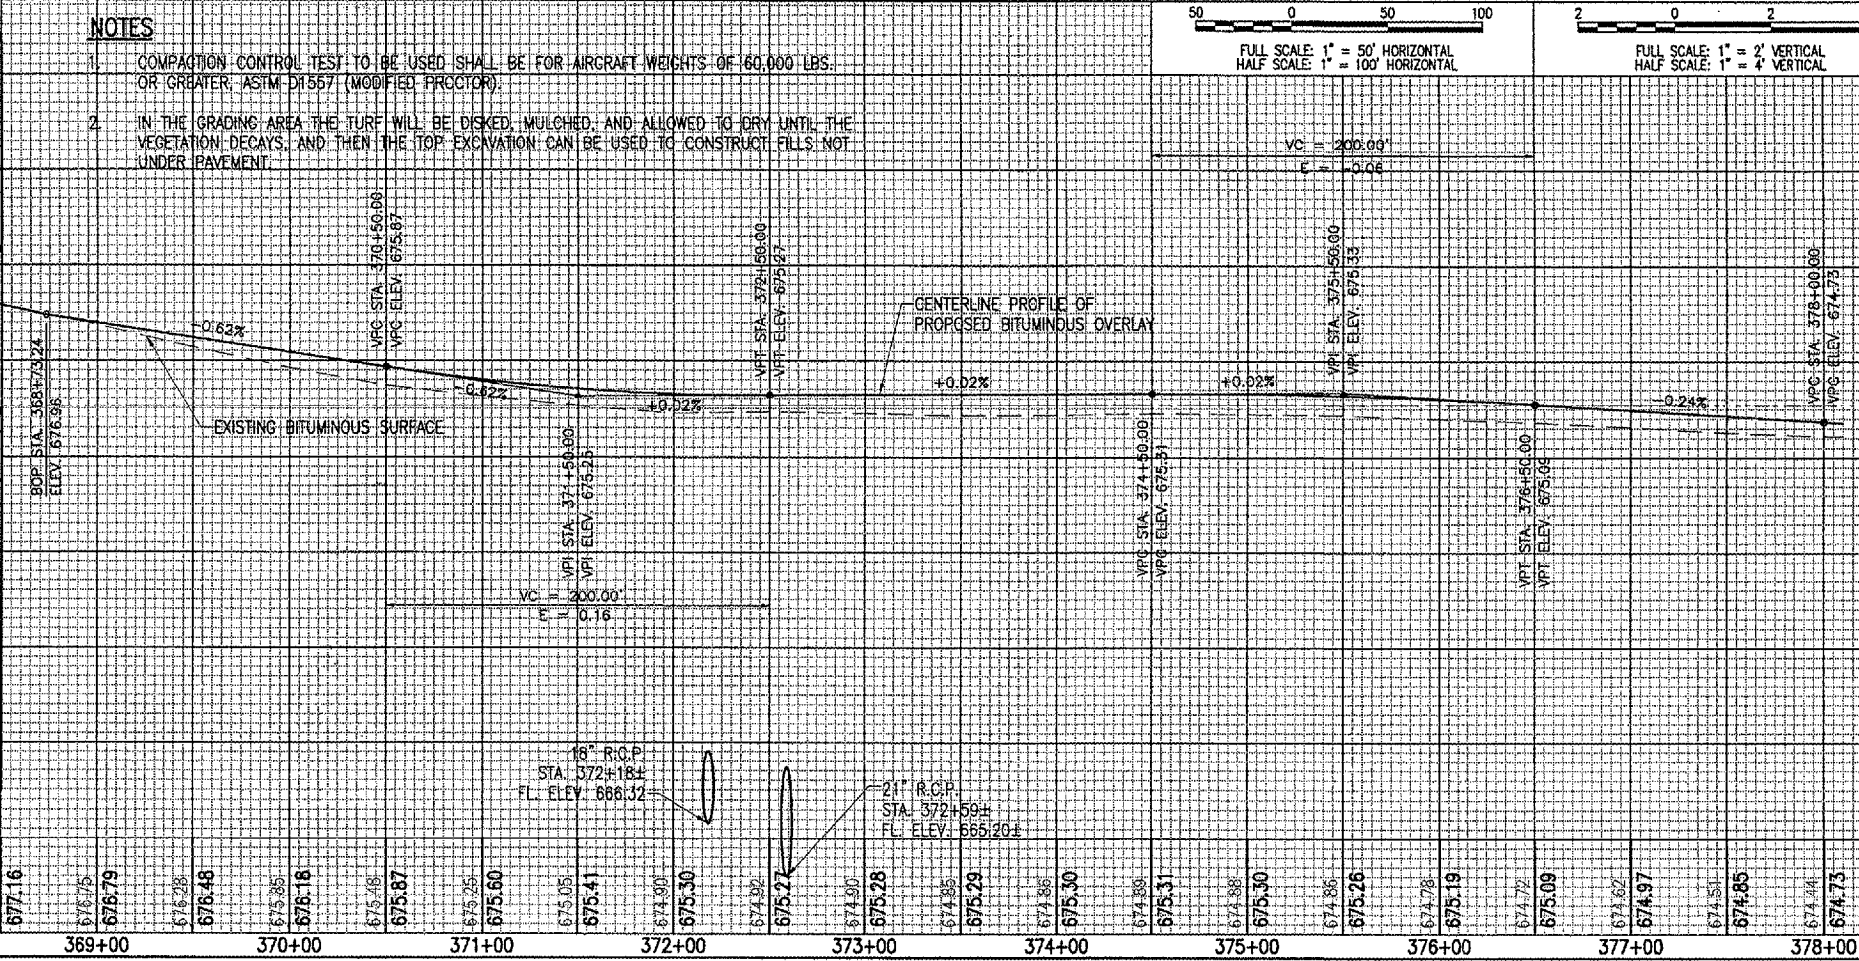 NOTES
1. COMPACTION CONTROL TEST TO BE USED SHALL BE FOR AIRCRAFT WEIGHTS OF 60,000 LBS.
OR GREATER, ASTM D1557 (MODIFIED PROCTOR).
2. IN THE GRADING AREA THE TURF WILL BE DISKED, MULCHED, AND ALLOWED TO DRY UNTIL THE
VEGETATION DECAYS, AND THEN THE TOP EXCAVATION CAN BE USED TO CONSTRUCT FILLS NOT
UNDER PAVEMENT.
50 0 50 100
FULL SCALE: 1" = 50' HORIZONTAL
HALF SCALE: 1" = 100' HORIZONTAL
2 0 2
FULL SCALE: 1" = 2' VERTICAL
HALF SCALE: 1" = 4' VERTICAL
VC = 200.00'
E = -0.06
BOP STA. 368+73.24
ELEV. 676.96
-0.62%
EXISTING BITUMINOUS SURFACE
VPC STA. 370+50.00
VPC ELEV. 675.87
-0.62%
VPI STA. 371+50.00
VPI ELEV. 675.25
+0.02%
VPT STA. 372+50.00
VPT ELEV. 675.27
CENTERLINE PROFILE OF
PROPOSED BITUMINOUS OVERLAY
+0.02%
VPC STA. 374+50.00
VPC ELEV. 675.31
+0.02%
VPI STA. 375+50.00
VPI ELEV. 675.33
VPT STA. 376+50.00
VPT ELEV. 675.09
-0.24%
VPC STA. 378+00.00
VPC ELEV. 674.73
VC = 200.00'
E = 0.16
18" R.C.P.
STA. 372+18±
FL. ELEV. 666.32
21" R.C.P.
STA. 372+59±
FL. ELEV. 665.20±
677.16
676.75 676.79
676.28 676.48
675.85 676.18
675.48 675.87
675.25 675.60
675.05 675.41
674.90 675.30
674.92 675.27
674.90 675.28
674.85 675.29
674.86 675.30
674.89 675.31
674.88 675.30
674.86 675.26
674.78 675.19
674.72 675.09
674.62 674.97
674.51 674.85
674.44 674.73
369+00 370+00 371+00 372+00 373+00 374+00 375+00 376+00 377+00 378+00